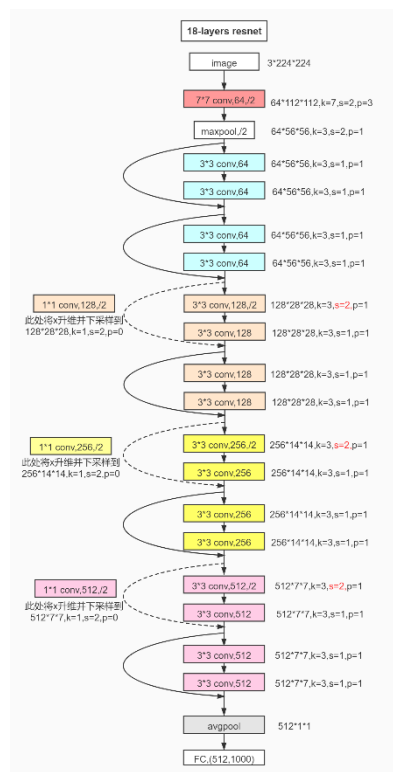 18-layers resnet
image 3*224*224
7*7 conv,64,/2 64*112*112,k=7,s=2,p=3
maxpool,/2 64*56*56,k=3,s=2,p=1
3*3 conv,64 64*56*56,k=3,s=1,p=1
3*3 conv,64 64*56*56,k=3,s=1,p=1
3*3 conv,64 64*56*56,k=3,s=1,p=1
3*3 conv,64 64*56*56,k=3,s=1,p=1
1*1 conv,128,/2 3*3 conv,128,/2 128*28*28,k=3,s=2,p=1
此处将x升维并下采样到
128*28*28,k=1,s=2,p=0
3*3 conv,128 128*28*28,k=3,s=1,p=1
3*3 conv,128 128*28*28,k=3,s=1,p=1
3*3 conv,128 128*28*28,k=3,s=1,p=1
1*1 conv,256,/2 3*3 conv,256,/2 256*14*14,k=3,s=2,p=1
此处将x升维并下采样到
256*14*14,k=1,s=2,p=0
3*3 conv,256 256*14*14,k=3,s=1,p=1
3*3 conv,256 256*14*14,k=3,s=1,p=1
3*3 conv,256 256*14*14,k=3,s=1,p=1
1*1 conv,512,/2 3*3 conv,512,/2 512*7*7,k=3,s=2,p=1
此处将x升维并下采样到
512*7*7,k=1,s=2,p=0
3*3 conv,512 512*7*7,k=3,s=1,p=1
3*3 conv,512 512*7*7,k=3,s=1,p=1
3*3 conv,512 512*7*7,k=3,s=1,p=1
avgpool 512*1*1
FC,(512,1000)